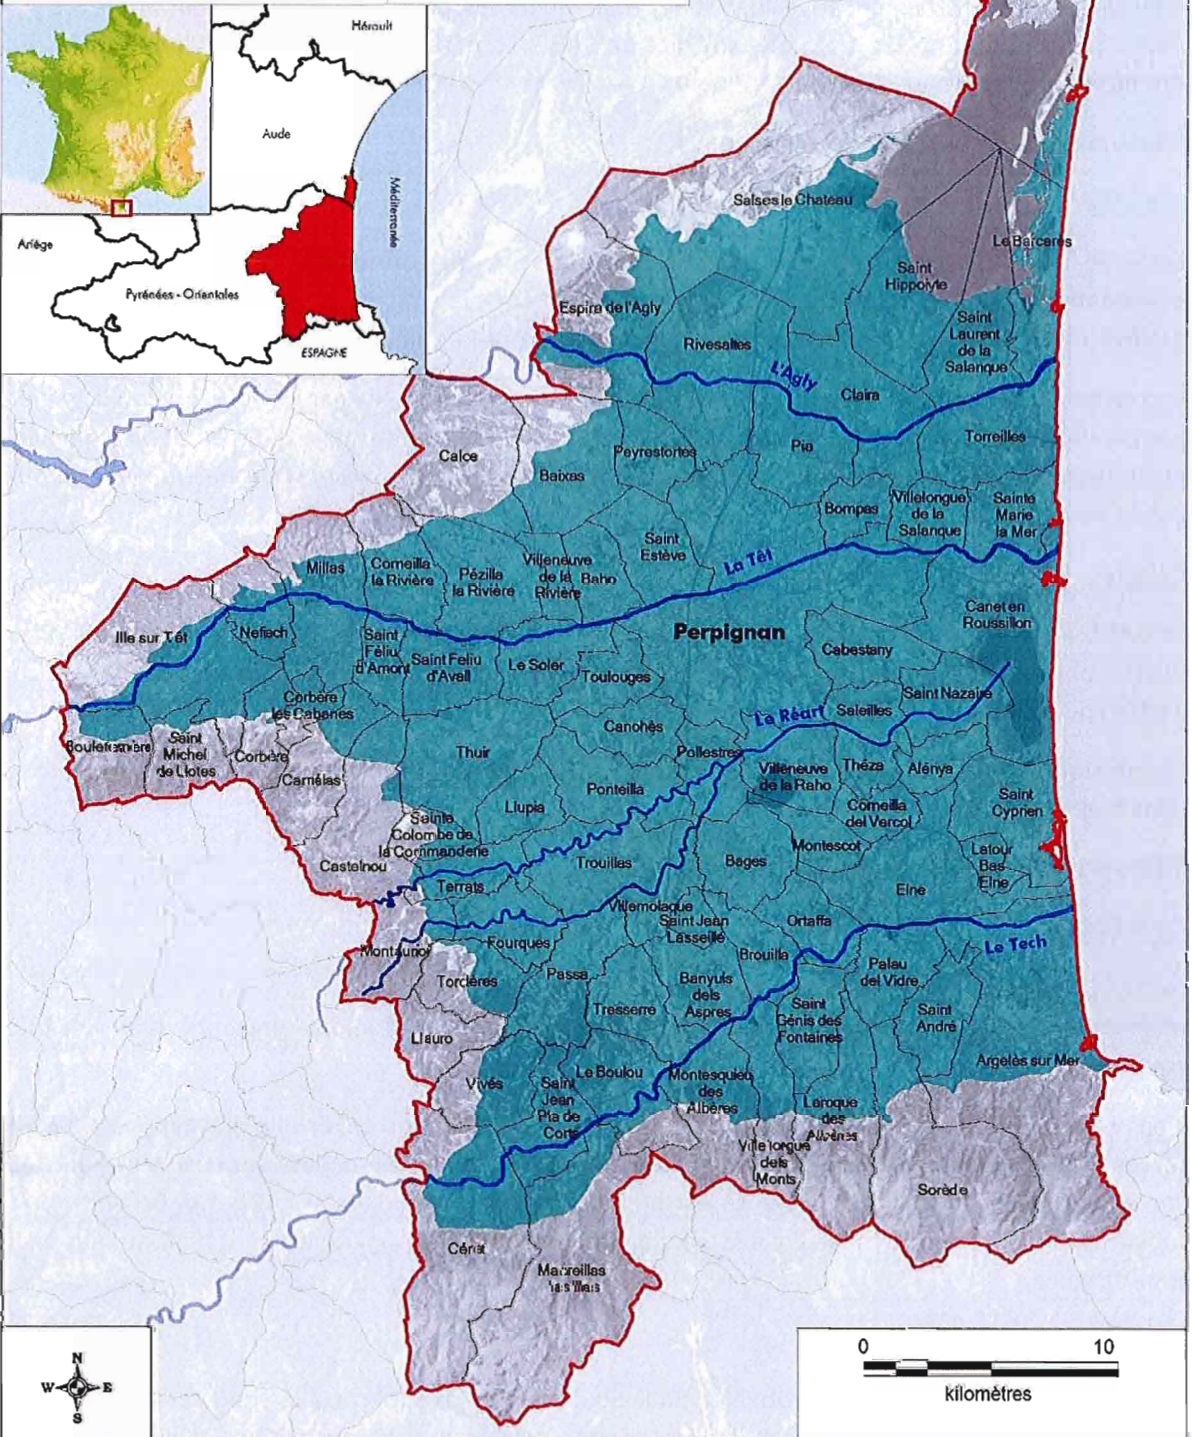 Hérault
Aude
Méditerranée
Ariège
Pyrénées - Orientales
ESPAGNE
Salses le Chateau
Le Barcares
Saint
Hippolyte
Espira de l'Agly
Saint
Laurent
de la
Salanque
Rivesaltes
L'Agly
Claira
Calce
Baixas
Peyrestortes
Pia
Torreilles
Bompas
Villelongue
de la
Salanque
Sainte
Marie
la Mer
Saint
Estève
La Têt
Millas
Corneilla
la Rivière
Pézilla
la Rivière
Villeneuve
de la
Rivière
Baho
Ille sur Têt
Nefiach
Saint
Féliu
d'Amont
Saint Feliu
d'Avall
Le Soler
Toulouges
Perpignan
Cabestany
Canet en
Roussillon
Saint Nazaire
Corbère
les Cabanes
Canohès
Le Réart
Saleilles
Bouleternère
Saint
Michel
de Llotes
Corbère
Camélas
Thuir
Pollestres
Villeneuve
de la Raho
Théza
Alénya
Ponteilla
Llupia
Corneilla
del Vercol
Saint
Cyprien
Sainte
Colombe de
la Commanderie
Castelnou
Terrats
Trouillas
Bages
Montescot
Latour
Bas
Elne
Elne
Villemolaque
Saint Jean
Lasseille
Ortaffa
Le Tech
Montauriol
Fourques
Brouilla
Tordères
Passa
Banyuls
dels
Aspres
Palau
del Vidre
Tresserre
Saint
Génis des
Fontaines
Saint
André
Llauro
Vivés
Saint
Jean
Pla de
Corts
Le Boulou
Montesquieu
des
Albères
Argelès sur Mer
Laroque
des
Albères
Villelongue
dels
Monts
Sorède
Céret
Maureillas
las Illas
N
W
E
S
0
10
kilomètres